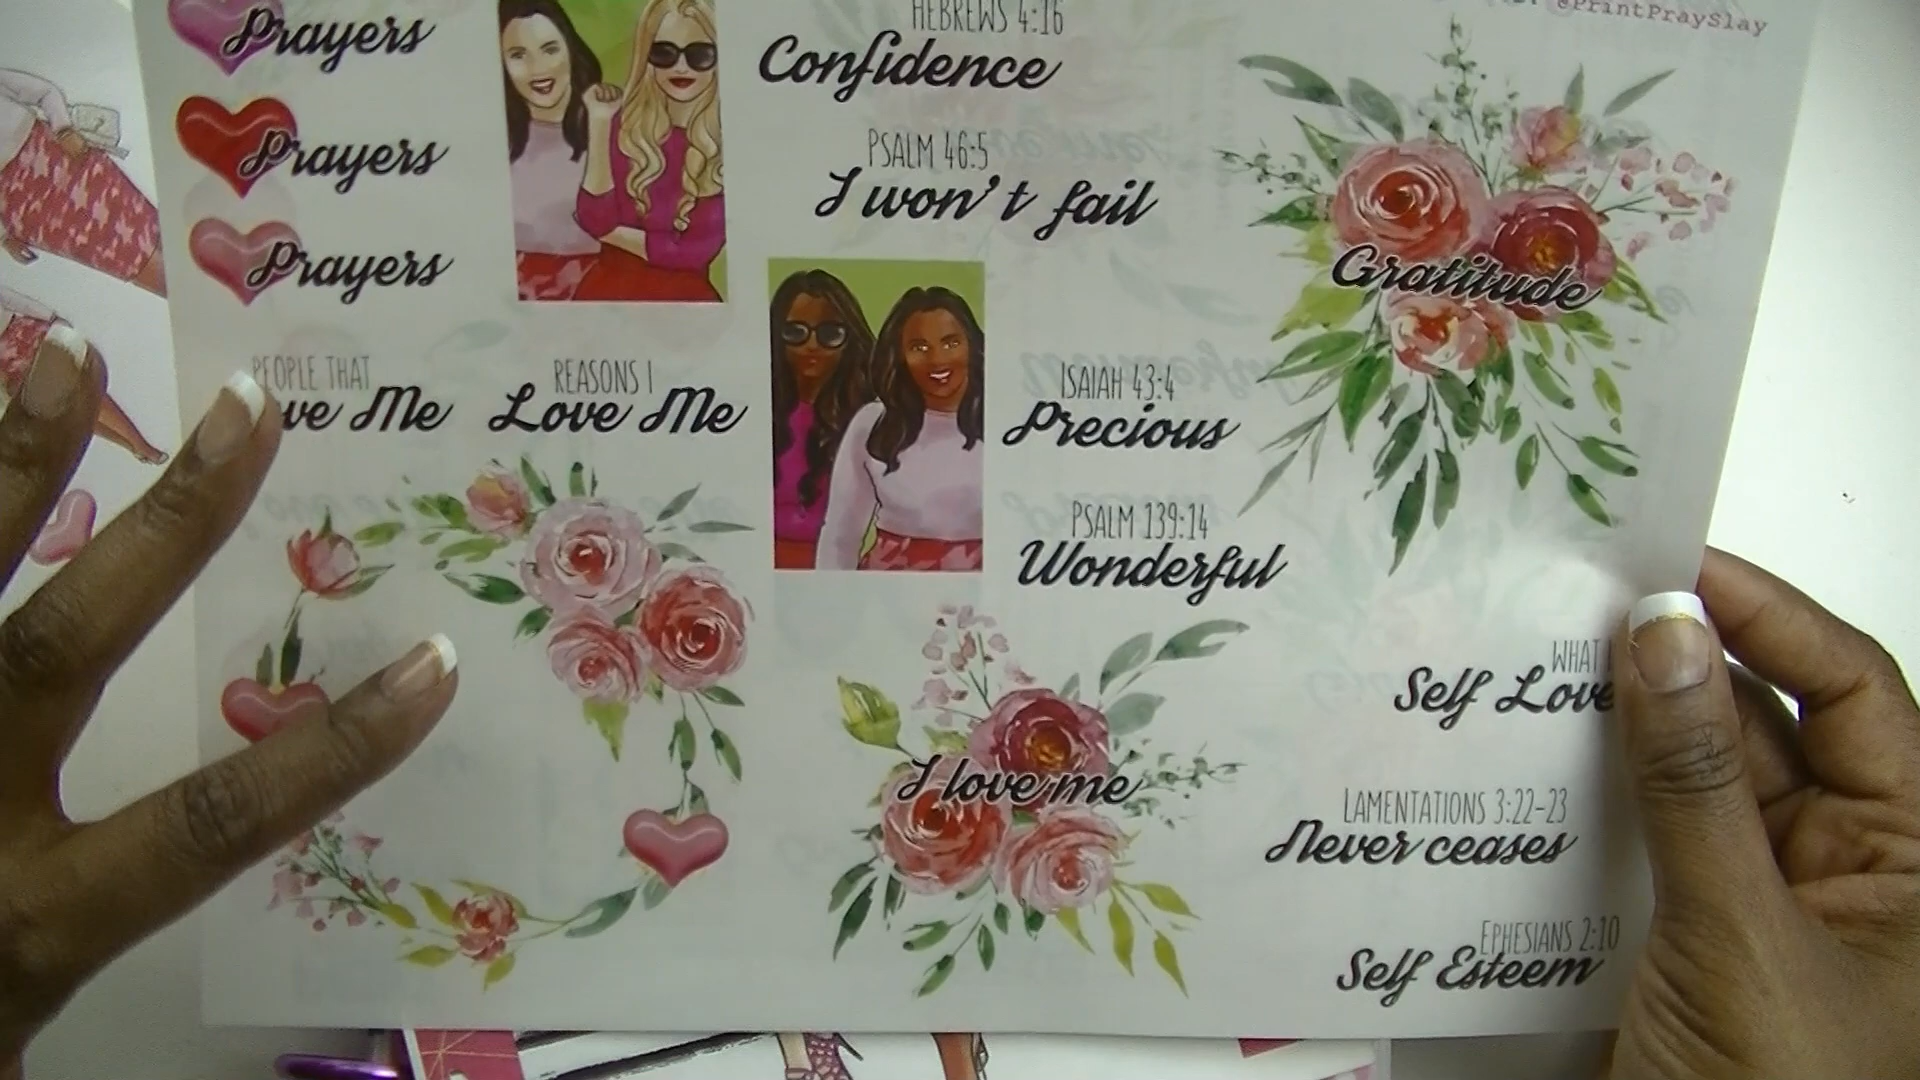 @PrintPraySlay
Prayers
Prayers
Prayers
HEBREWS 4:16
Confidence
PSALM 46:5
I won't fail
Gratitude
PEOPLE THAT
ve Me
REASONS I
Love Me
ISAIAH 43:4
Precious
PSALM 139:14
Wonderful
I love me
WHAT
Self Love
LAMENTATIONS 3:22-23
Never ceases
EPHESIANS 2:10
Self Esteem